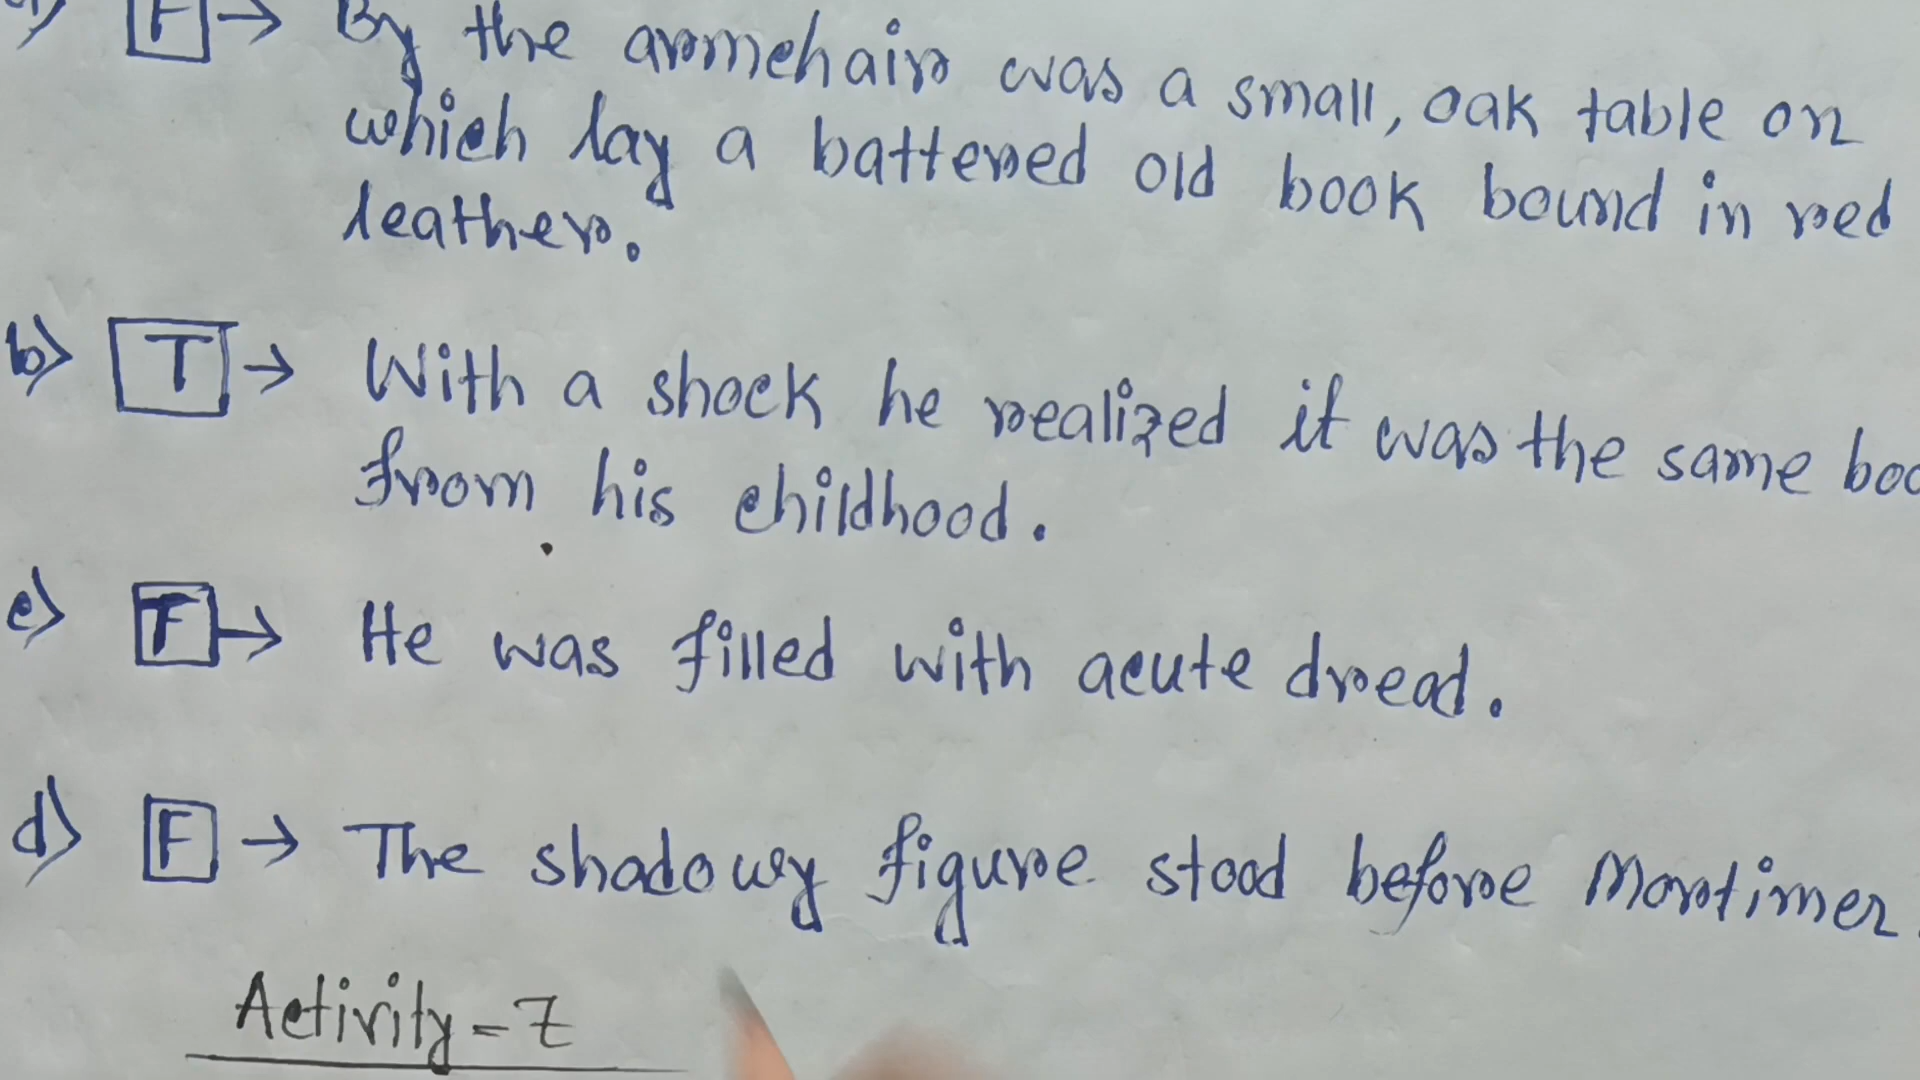 a) F → By the armchair was a small, oak table on
which lay a battered old book bound in red
leather.
b) T → With a shock he realized it was the same
from his childhood.
c) F → He was filled with acute dread.
d) F → The shadowy figure stood before Mortimer.
Activity - 7